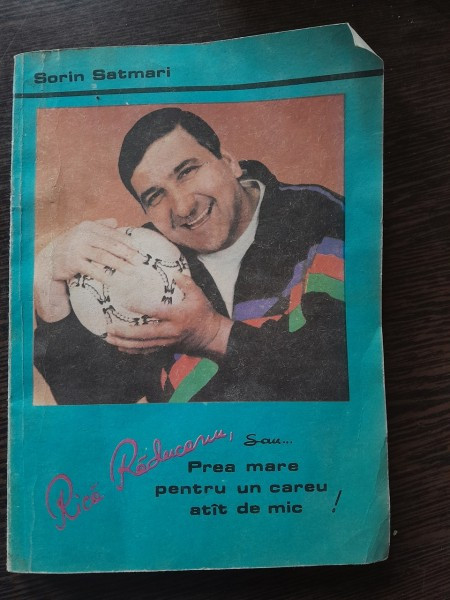 Sorin Satmari
Rică Răducanu, sau...
Prea mare
pentru un careu
atît de mic !